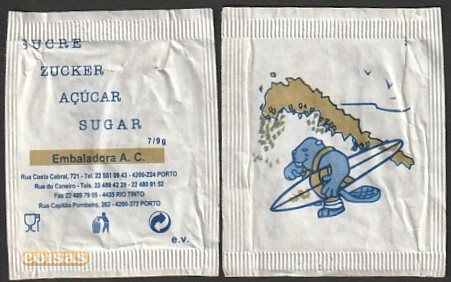 SUCRE
ZUCKER
AÇÚCAR
SUGAR
7/9g
Embaladora A. C.
Rua Costa Cabral, 721 - Tel: 22 551 09 43 - 4200-224 PORTO
Rua do Caneiro - Tels. 22 489 42 29 - 22 480 91 52
Fax 22 489 79 05 - 4435 RIO TINTO
Rua Capitão Pombeiro, 262 - 4200-372 PORTO
e.v.
coisas